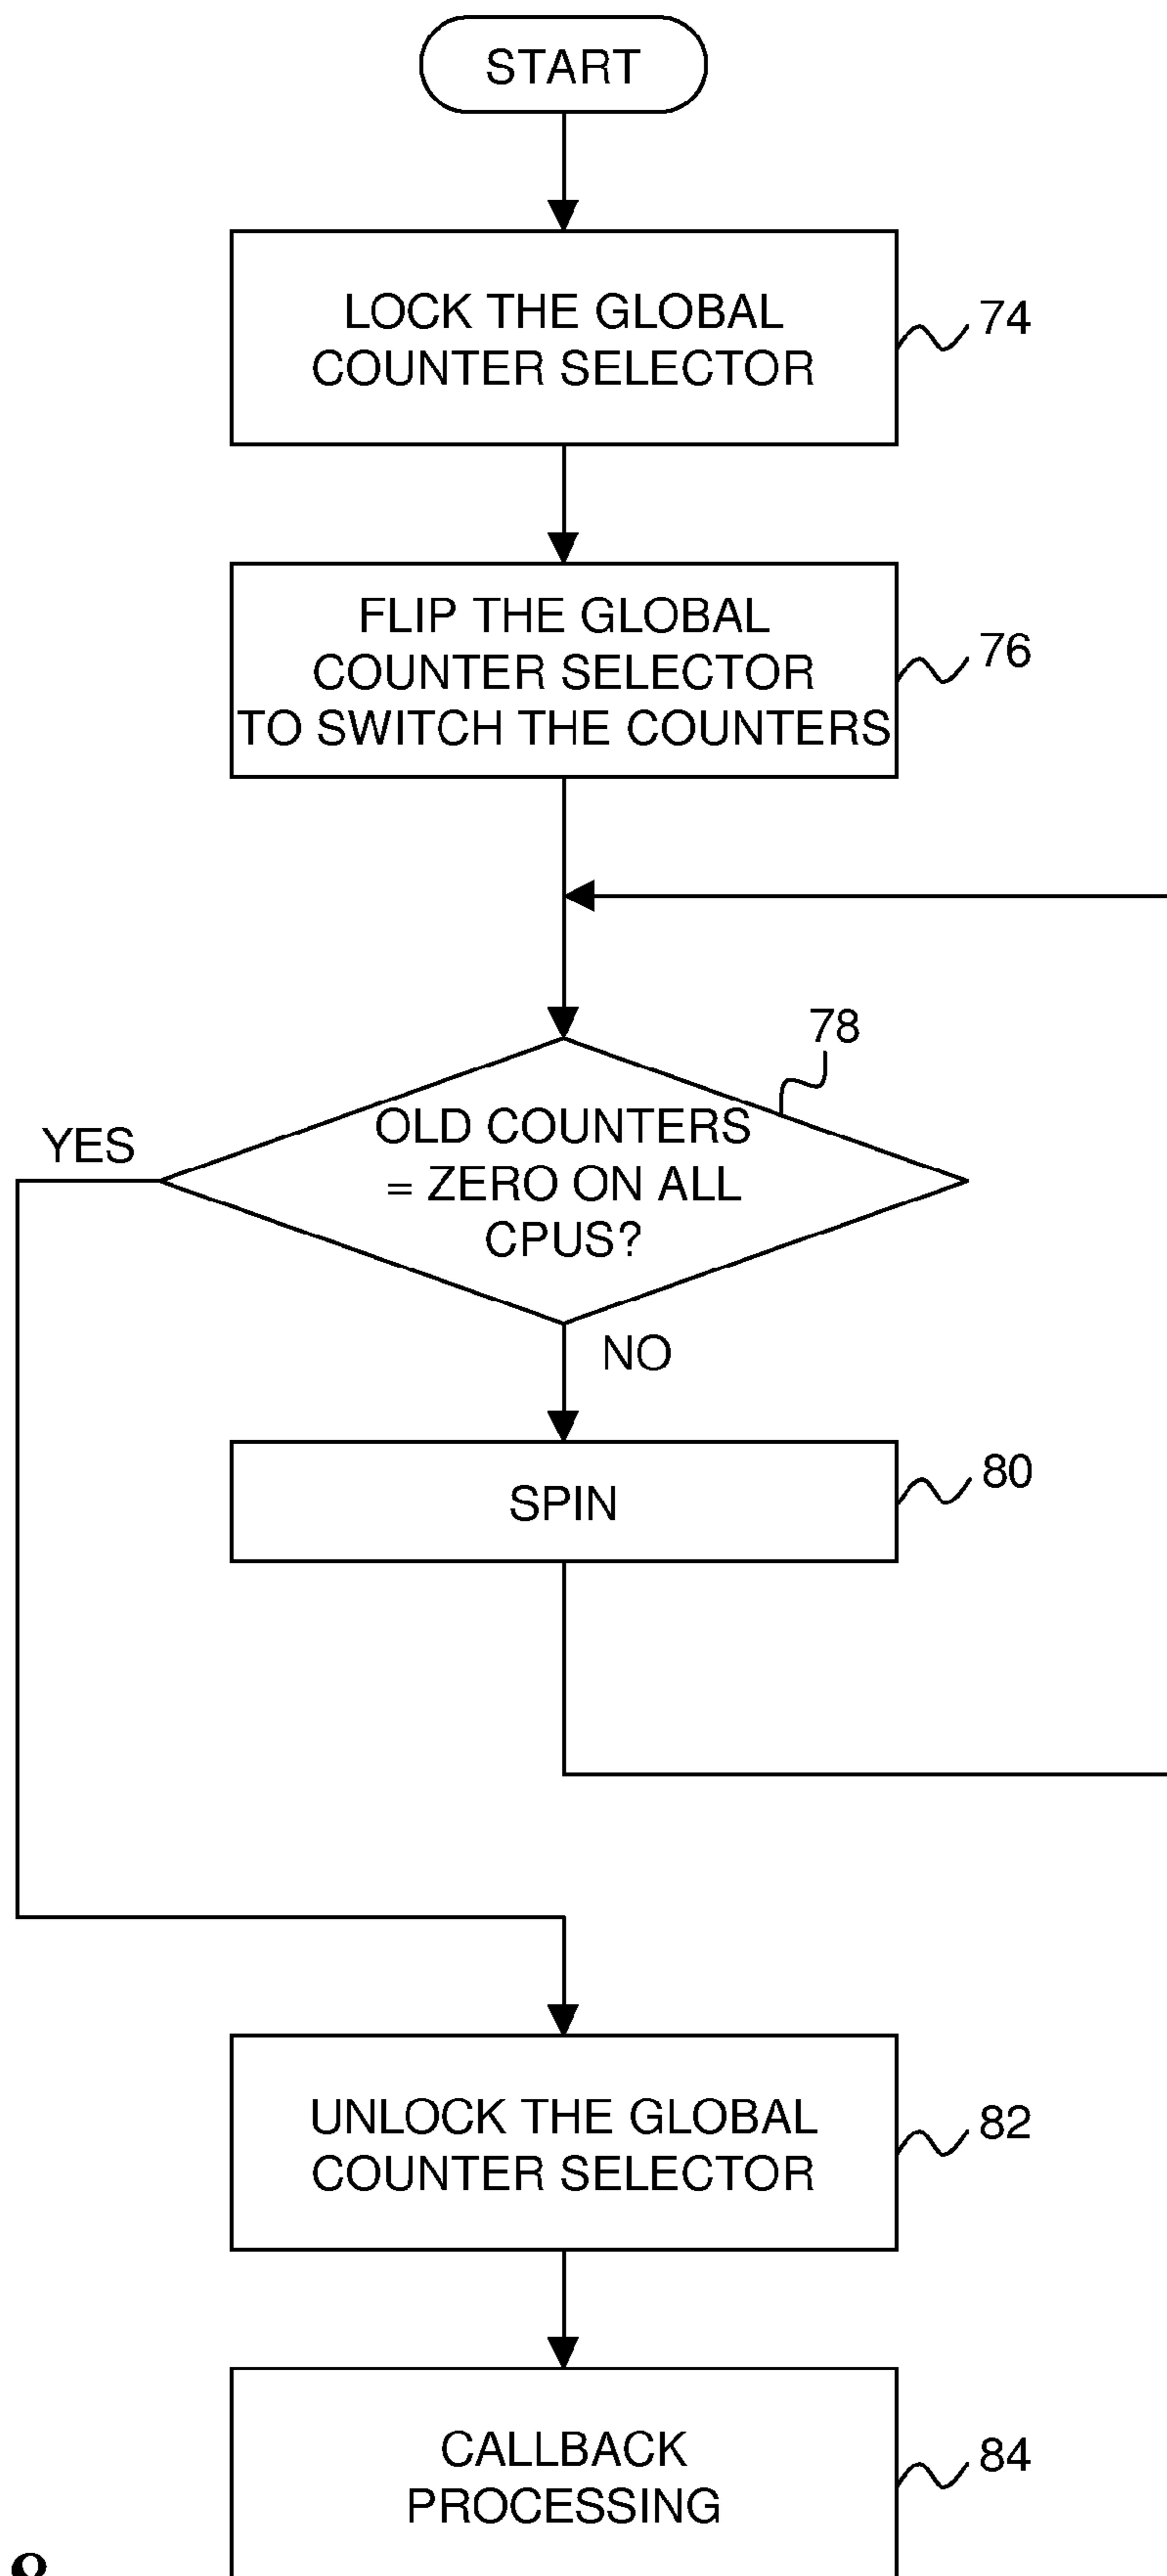 START
LOCK THE GLOBAL
COUNTER SELECTOR
74
FLIP THE GLOBAL
COUNTER SELECTOR
TO SWITCH THE COUNTERS
76
78
OLD COUNTERS
= ZERO ON ALL
CPUS?
YES
NO
SPIN
80
UNLOCK THE GLOBAL
COUNTER SELECTOR
82
CALLBACK
PROCESSING
84